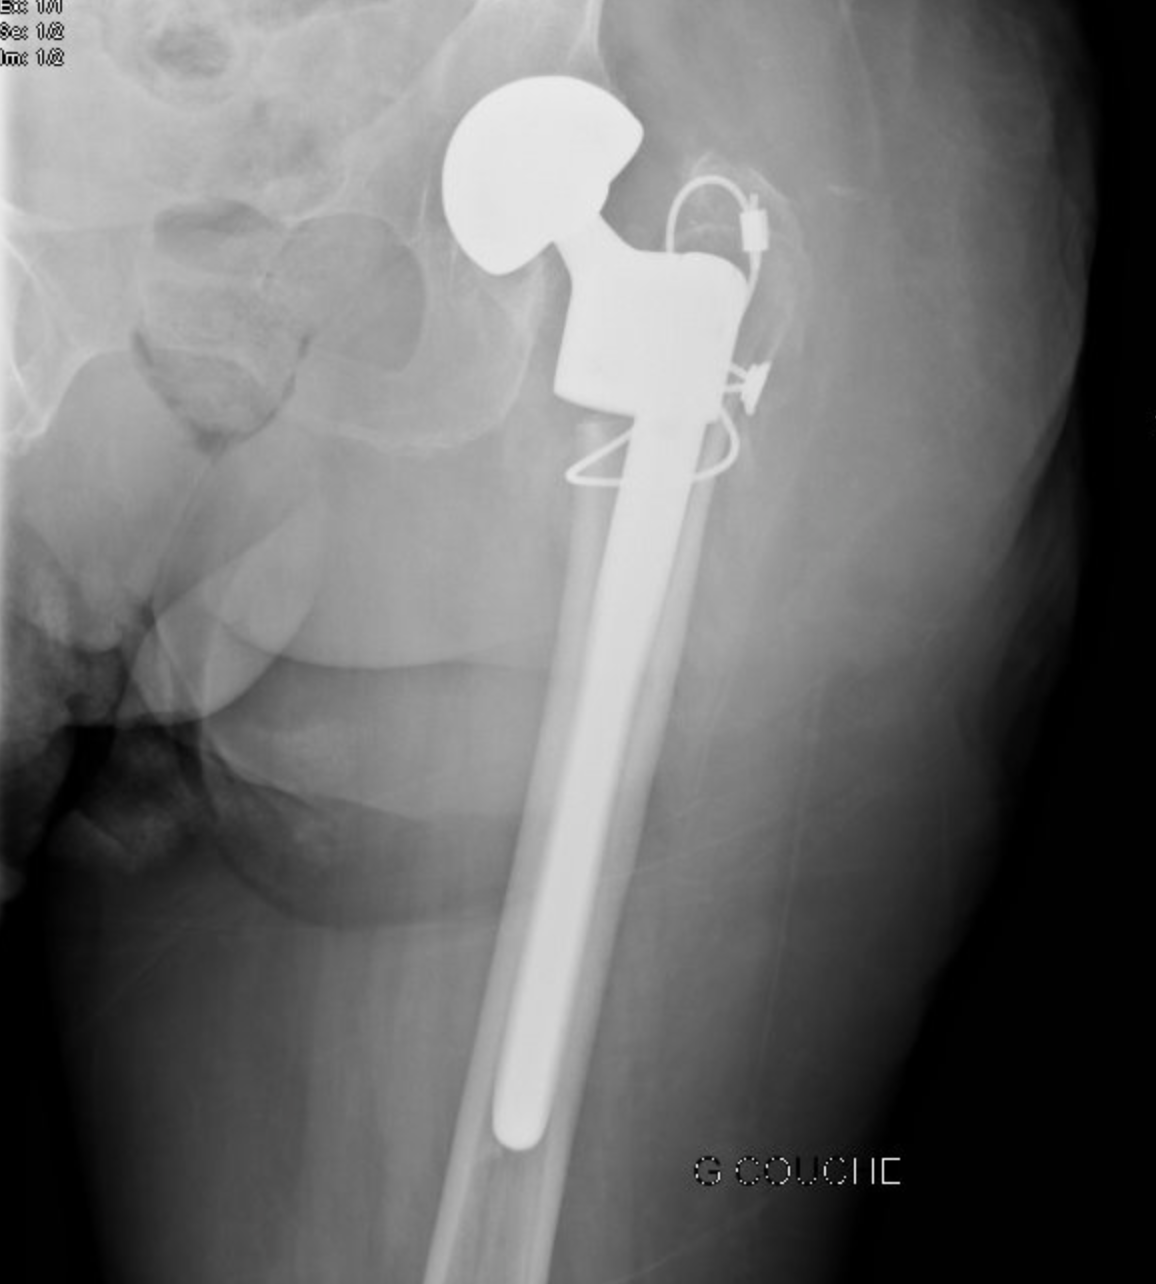 Ex: 1/1
Se: 1/2
Im: 1/2
G COUCHE